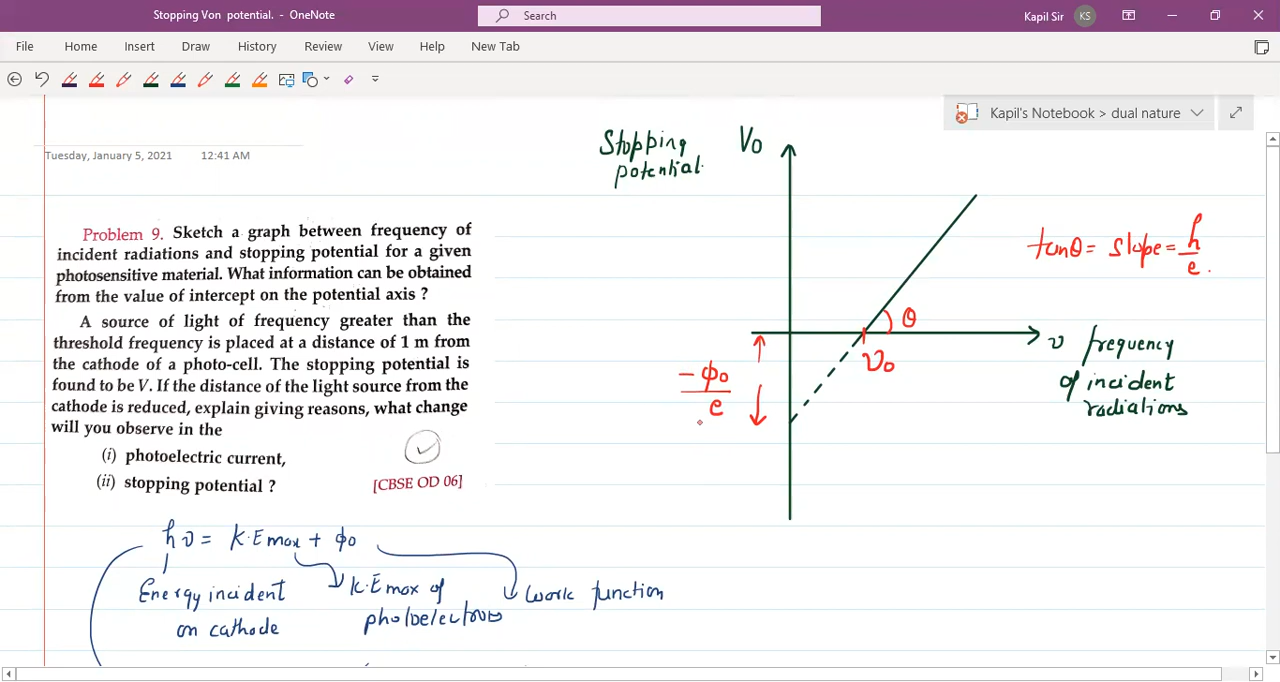 Stopping Von potential. - OneNote
Search
Kapil Sir KS
File Home Insert Draw History Review View Help New Tab
Kapil's Notebook > dual nature
Tuesday, January 5, 2021 12:41 AM
Problem 9. Sketch a graph between frequency of
incident radiations and stopping potential for a given
photosensitive material. What information can be obtained
from the value of intercept on the potential axis ?
A source of light of frequency greater than the
threshold frequency is placed at a distance of 1 m from
the cathode of a photo-cell. The stopping potential is
found to be V. If the distance of the light source from the
cathode is reduced, explain giving reasons, what change
will you observe in the
(i) photoelectric current,
(ii) stopping potential ?
[CBSE OD 06]
Stopping V₀
potential.
tanθ = slope = h/e.
θ
ν₀
ν frequency
of incident
radiations
-ϕ₀/e
hν = K.Emax + ϕ₀
Energy incident
on cathode
K.Emax of
photoelectrons
work function